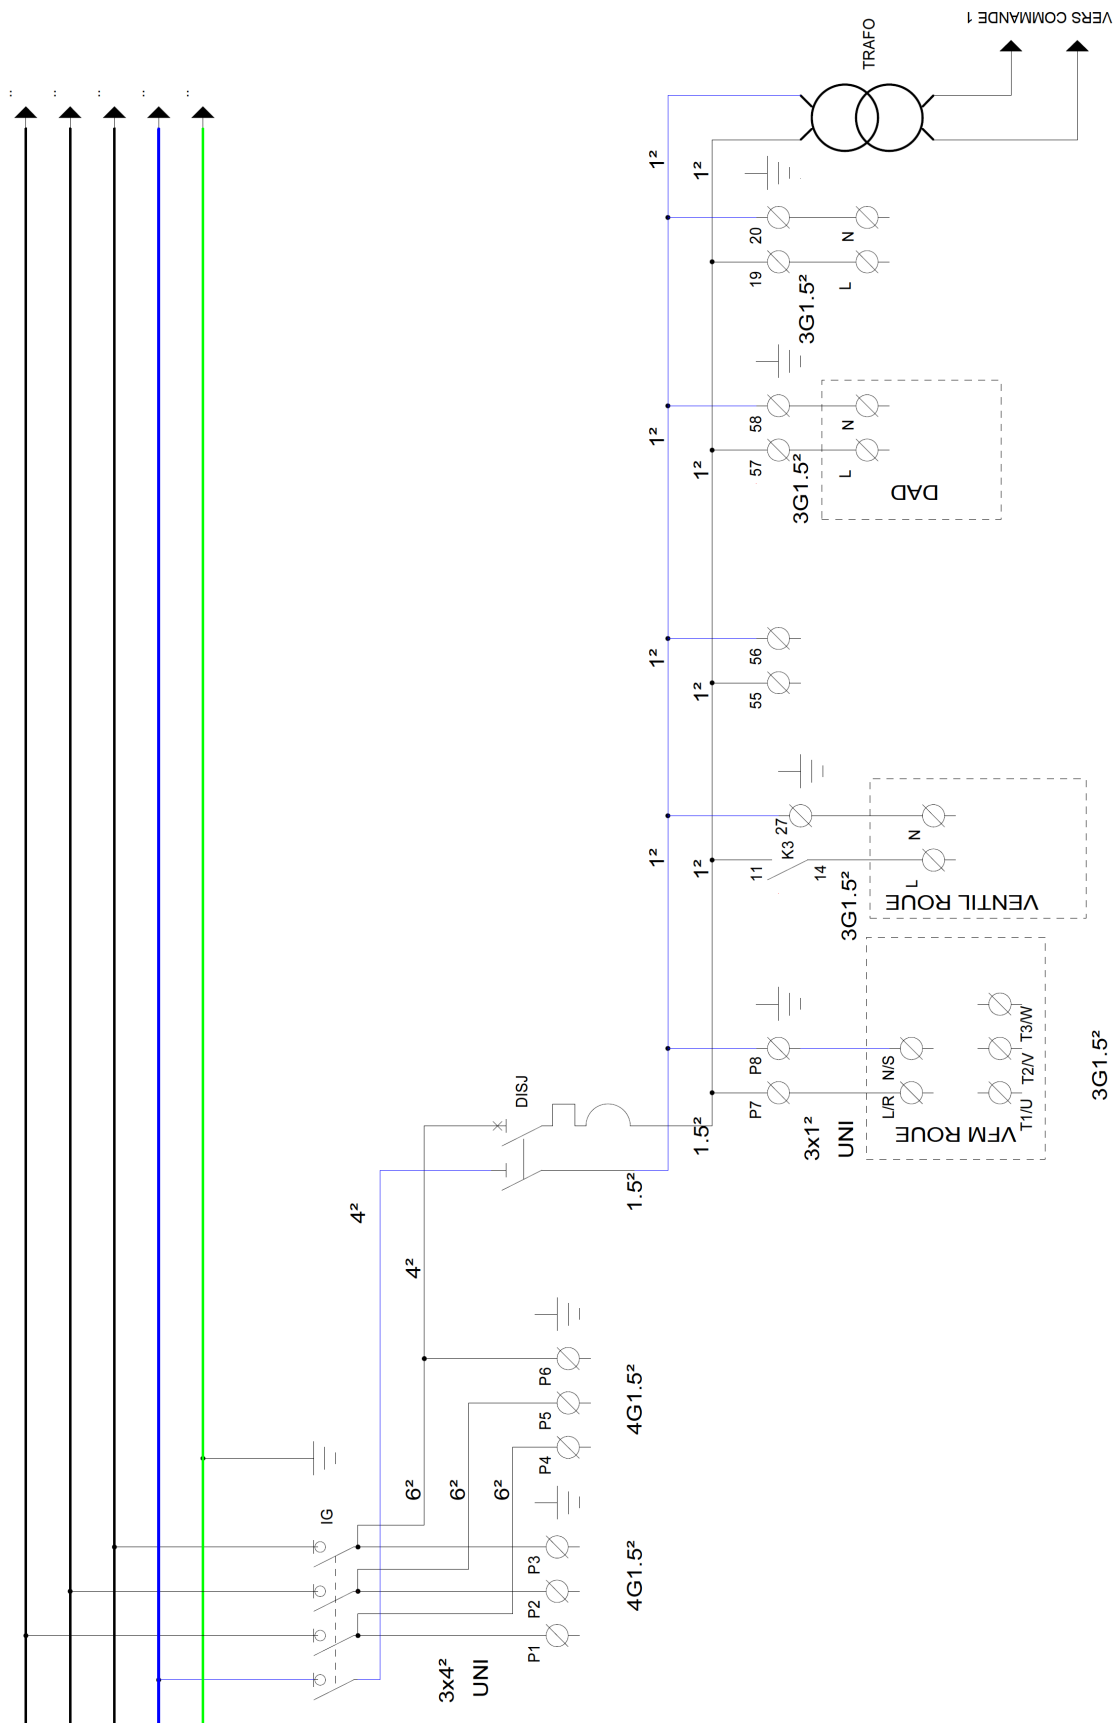 VERS COMMANDE 1
TRAFO
1²
1²
20
N
19
L
3G1.5²
1²
1²
58
N
57
L
3G1.5²
DAD
1²
1²
56
55
1²
1²
27
K3
11
14
N
L
3G1.5²
VENTIL ROUE
P8
P7
N/S
L/R
T3/W
T2/V
T1/U
VFM ROUE
3x1²
UNI
3G1.5²
DISJ
1.5²
1.5²
4²
4²
P6
P5
P4
4G1.5²
6²
6²
6²
IG
P3
P2
P1
4G1.5²
3x4²
UNI